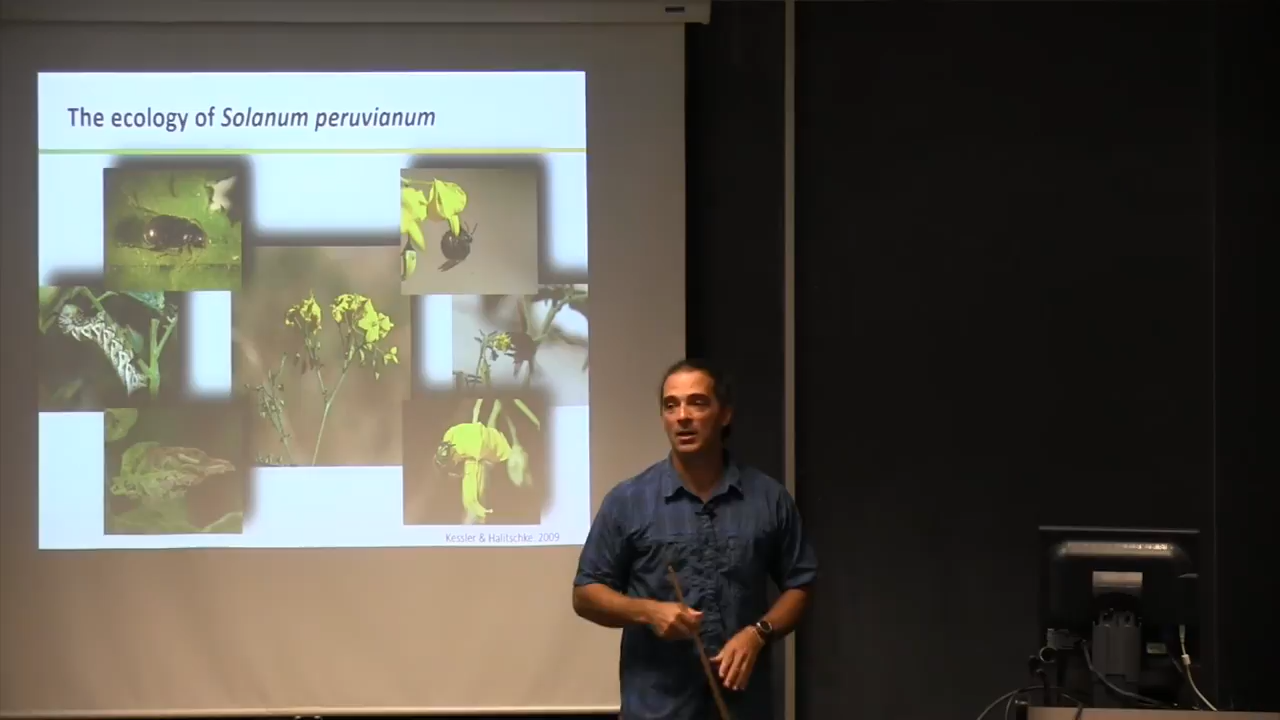 The ecology of Solanum peruvianum
Kessler & Halitschke, 2009